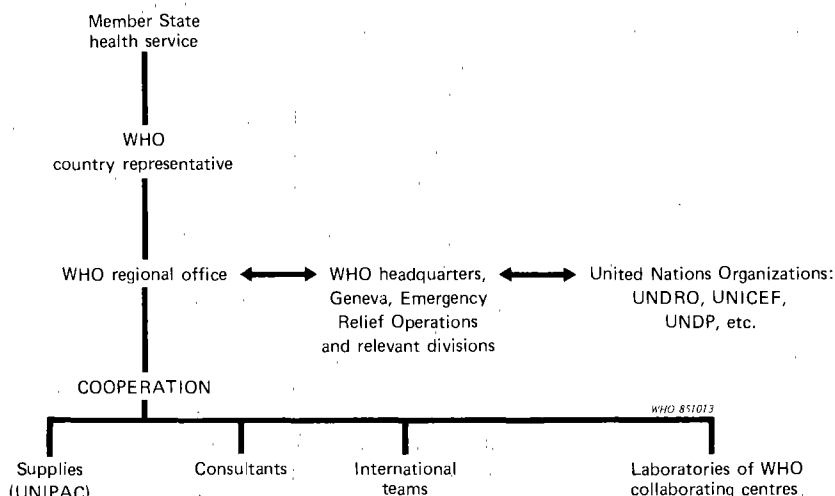 Member State
health service
WHO
country representative
WHO regional office
WHO headquarters,
Geneva, Emergency
Relief Operations
and relevant divisions
United Nations Organizations:
UNDRO, UNICEF,
UNDP, etc.
COOPERATION
WHO 851013
Supplies
(UNIPAC)
Consultants
International
teams
Laboratories of WHO
collaborating centres